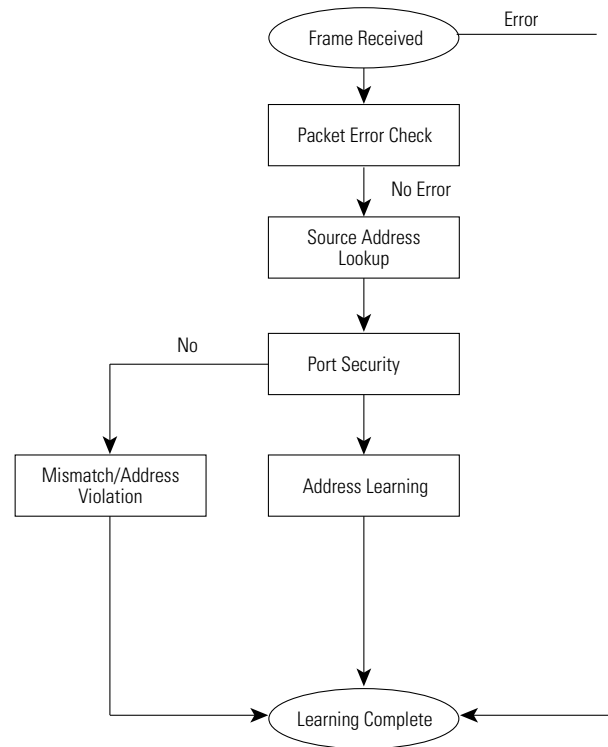 Frame Received
Error
Packet Error Check
No Error
Source Address
Lookup
No
Port Security
Mismatch/Address
Violation
Address Learning
Learning Complete